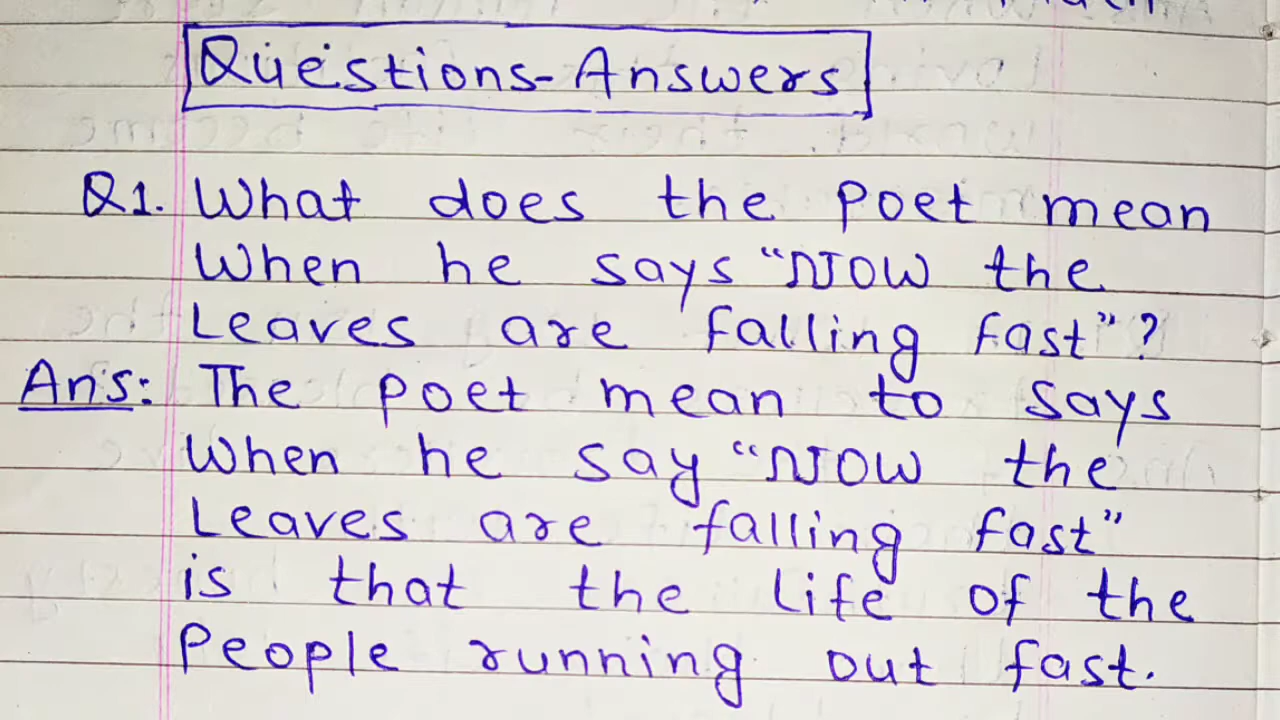 Questions-Answers
Q1. What does the poet mean
When he says "Now the
Leaves are falling fast"?
Ans: The poet mean to says
When he say "Now the
Leaves are falling fast"
is that the life of the
People running out fast.